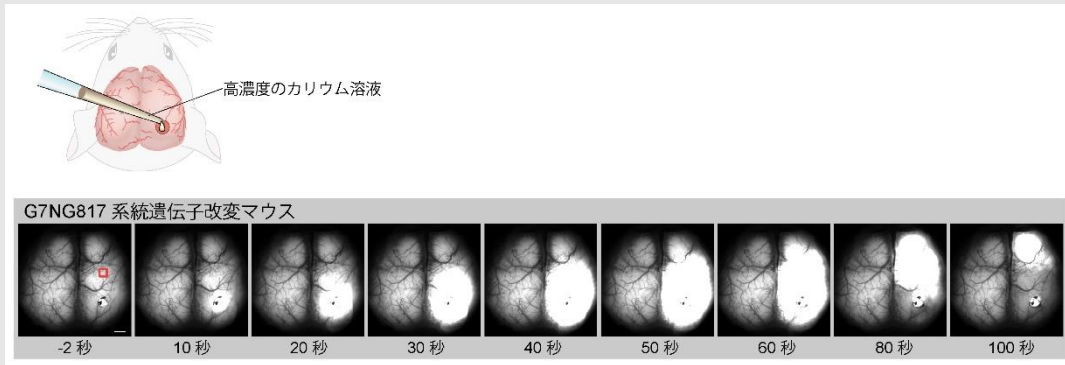 高濃度のカリウム溶液
G7NG817 系統遺伝子改変マウス
-2 秒
10 秒
20 秒
30 秒
40 秒
50 秒
60 秒
80 秒
100 秒